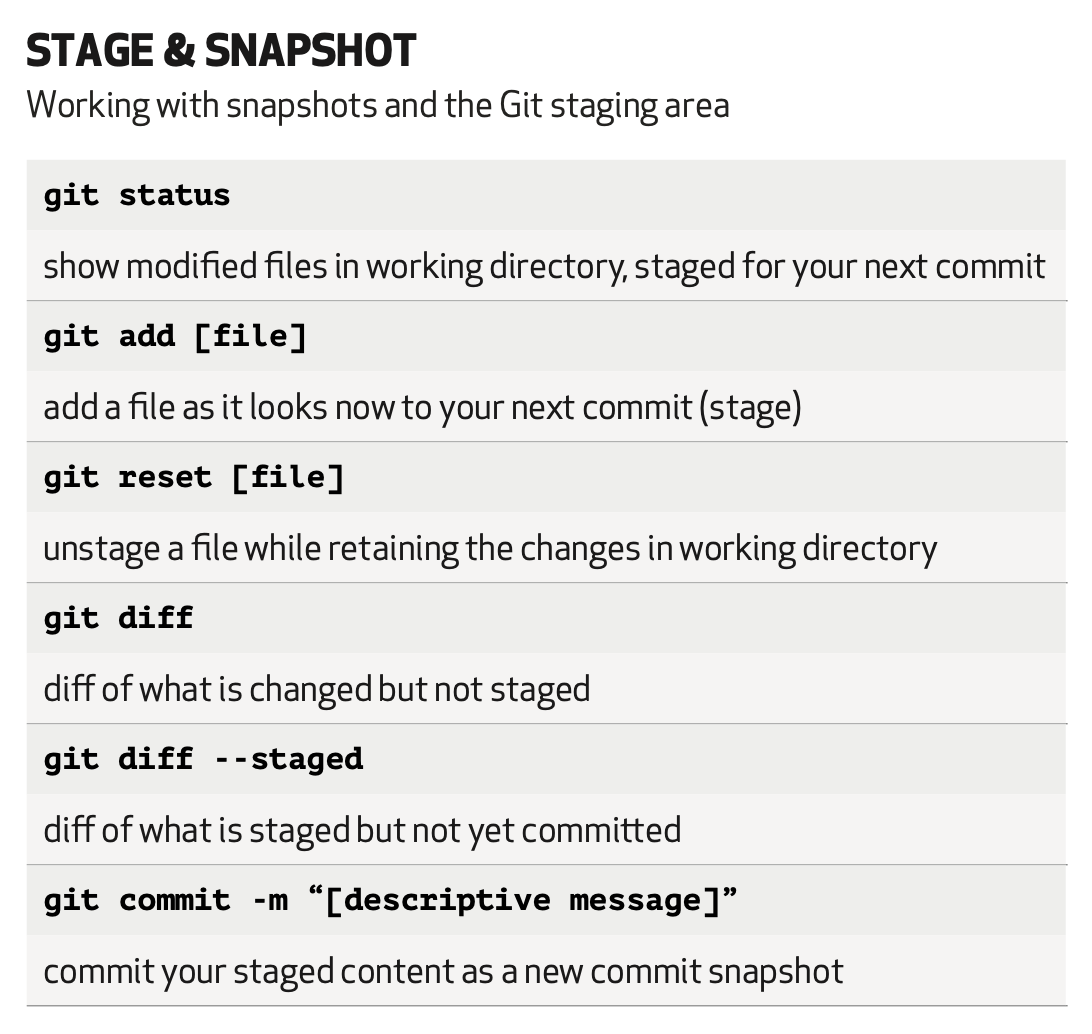 STAGE & SNAPSHOT
Working with snapshots and the Git staging area
git status
show modified files in working directory, staged for your next commit
git add [file]
add a file as it looks now to your next commit (stage)
git reset [file]
unstage a file while retaining the changes in working directory
git diff
diff of what is changed but not staged
git diff --staged
diff of what is staged but not yet committed
git commit -m “[descriptive message]”
commit your staged content as a new commit snapshot